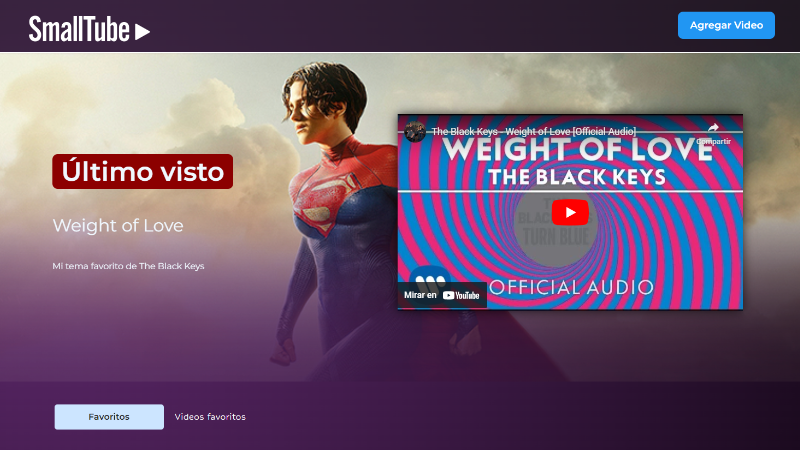 SmallTube
Agregar Video
Último visto
Weight of Love
Mi tema favorito de The Black Keys
The Black Keys - Weight of Love [Official Audio]
Compartir
WEIGHT OF LOVE
THE BLACK KEYS
TURN BLUE
OFFICIAL AUDIO
Mirar en YouTube
Favoritos
Videos favoritos